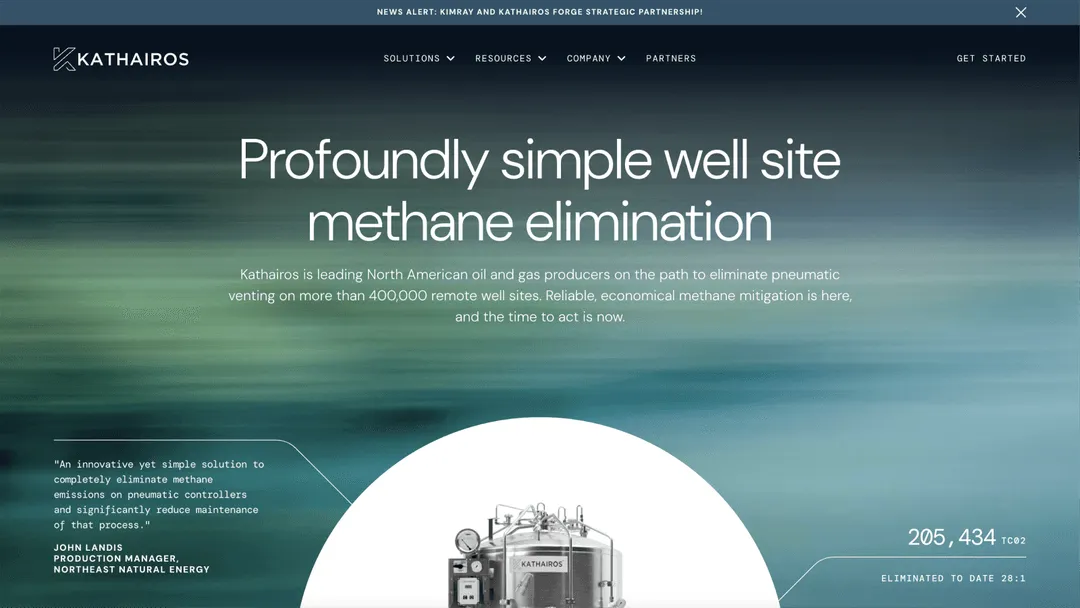 NEWS ALERT: KIMRAY AND KATHAIROS FORGE STRATEGIC PARTNERSHIP!
KATHAIROS
SOLUTIONS
RESOURCES
COMPANY
PARTNERS
GET STARTED
Profoundly simple well site
methane elimination
Kathairos is leading North American oil and gas producers on the path to eliminate pneumatic
venting on more than 400,000 remote well sites. Reliable, economical methane mitigation is here,
and the time to act is now.
"An innovative yet simple solution to
completely eliminate methane
emissions on pneumatic controllers
and significantly reduce maintenance
of that process."
JOHN LANDIS
PRODUCTION MANAGER,
NORTHEAST NATURAL ENERGY
KATHAIROS
205,434 TCO2
ELIMINATED TO DATE 28:1